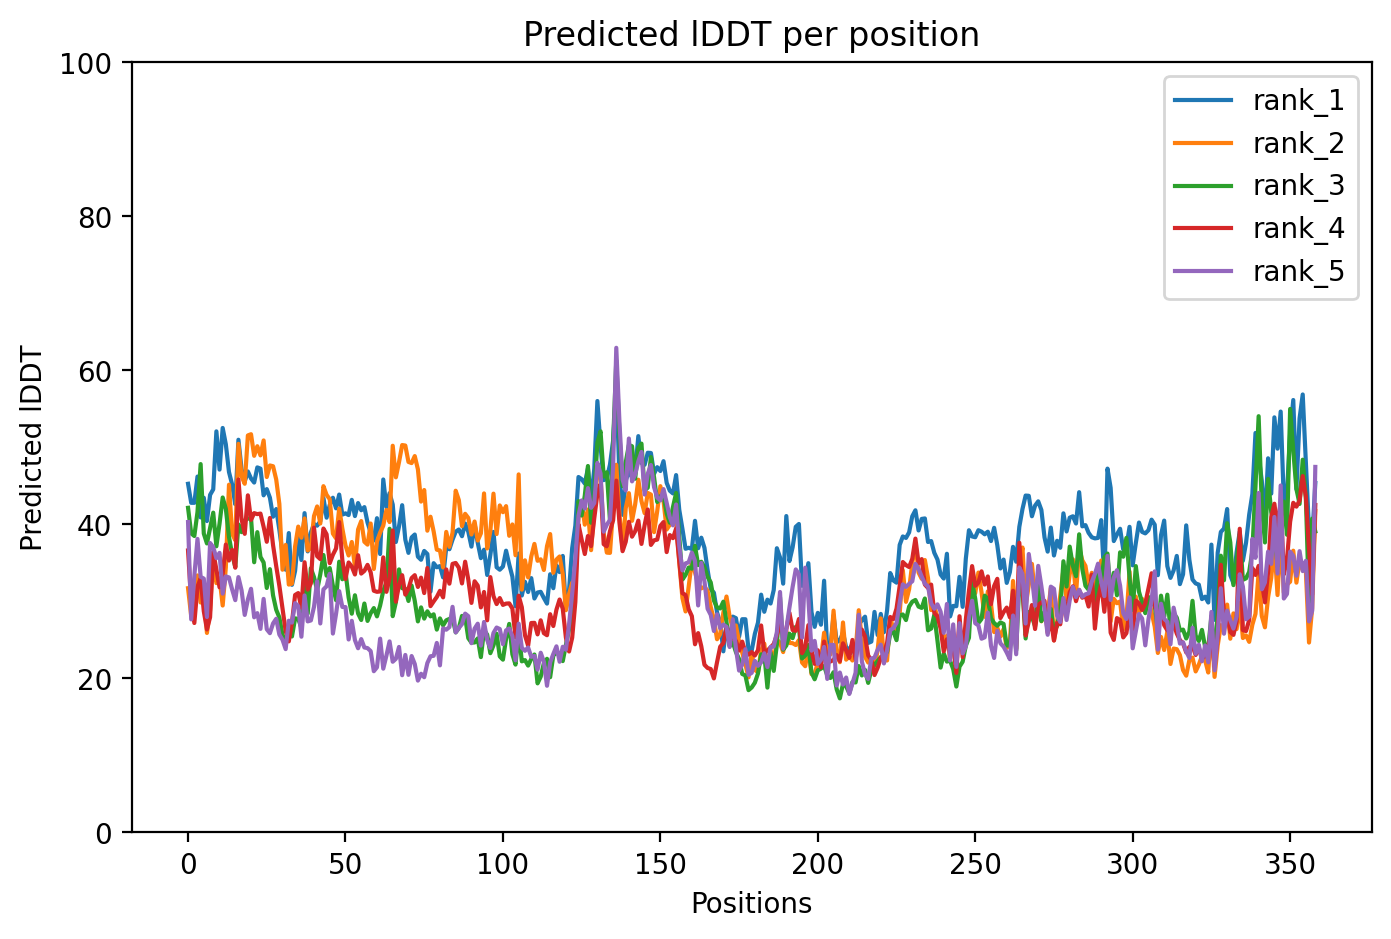 Predicted lDDT per position
100
80
60
40
20
0
Predicted lDDT
rank_1
rank_2
rank_3
rank_4
rank_5
0 50 100 150 200 250 300 350
Positions